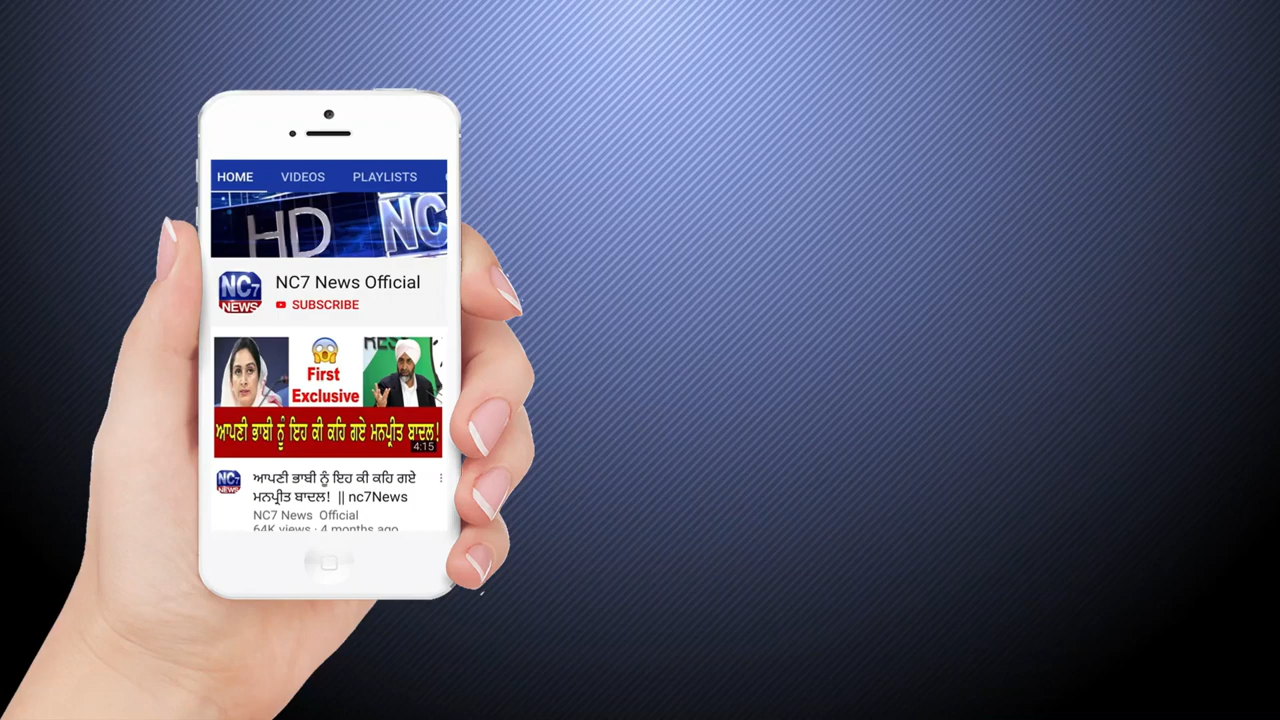 HOME VIDEOS PLAYLISTS
HD NC
NC7 NEWS
NC7 News Official
SUBSCRIBE
First
Exclusive
ਆਪਣੀ ਭਾਬੀ ਨੂੰ ਇਹ ਕੀ ਕਹਿ ਗਏ ਮਨਪ੍ਰੀਤ ਬਾਦਲ!
4:15
NC7 NEWS
ਆਪਣੀ ਭਾਬੀ ਨੂੰ ਇਹ ਕੀ ਕਹਿ ਗਏ
ਮਨਪ੍ਰੀਤ ਬਾਦਲ! || nc7News
NC7 News Official
64K views · 4 months ago